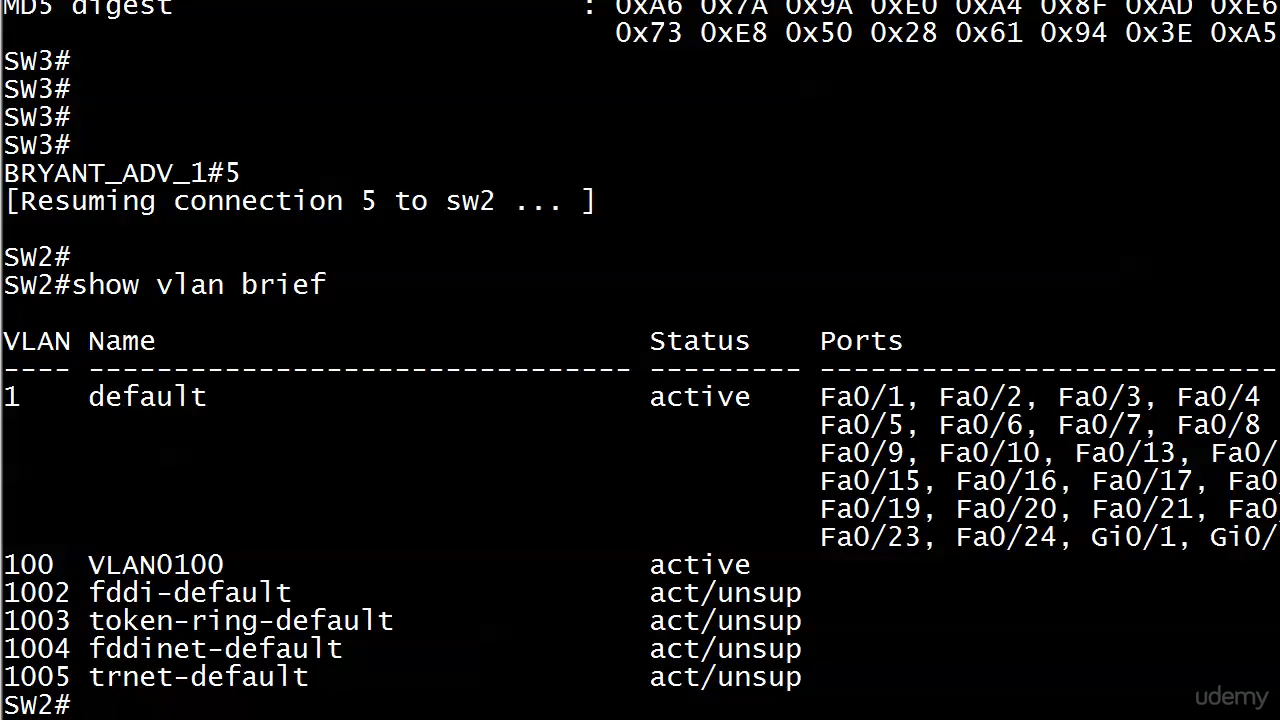 MD5 digest : 0xA6 0x7A 0x9A 0xE0 0xA4 0x8F 0xAD 0xE6
0x73 0xE8 0x50 0x28 0x61 0x94 0x3E 0xA5
SW3#
SW3#
SW3#
SW3#
BRYANT_ADV_1#5
[Resuming connection 5 to sw2 ... ]
SW2#
SW2#show vlan brief
VLAN Name Status Ports
---- -------------------------------- --------- ---------------------------
1 default active Fa0/1, Fa0/2, Fa0/3, Fa0/4
Fa0/5, Fa0/6, Fa0/7, Fa0/8
Fa0/9, Fa0/10, Fa0/13, Fa0/
Fa0/15, Fa0/16, Fa0/17, Fa0
Fa0/19, Fa0/20, Fa0/21, Fa0
Fa0/23, Fa0/24, Gi0/1, Gi0/
100 VLAN0100 active
1002 fddi-default act/unsup
1003 token-ring-default act/unsup
1004 fddinet-default act/unsup
1005 trnet-default act/unsup
SW2#
udemy